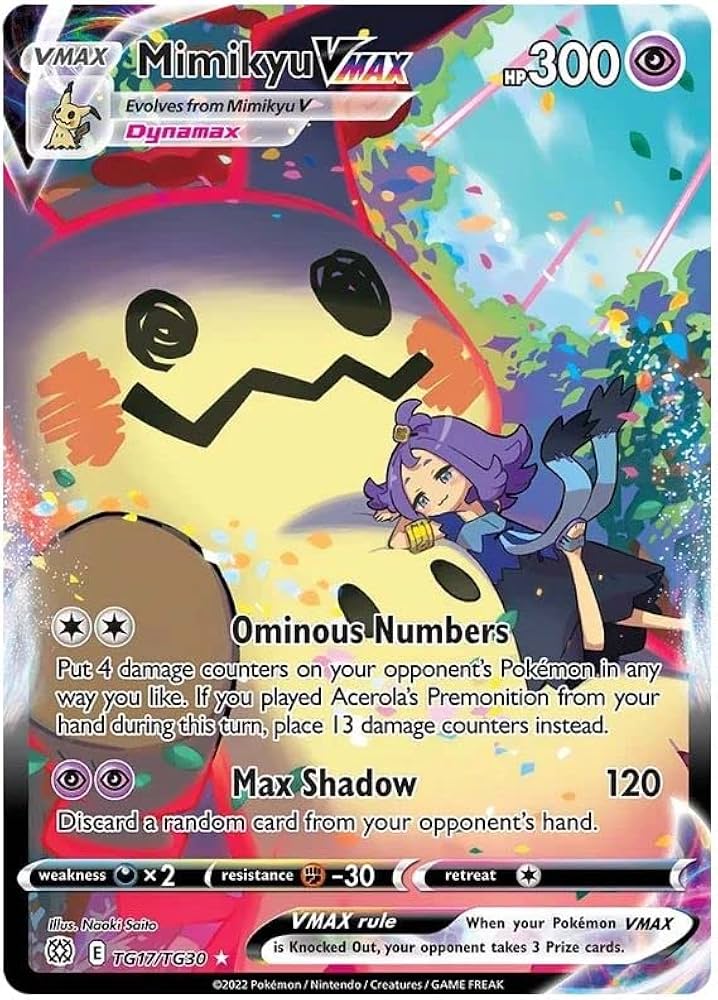 VMAX
Mimikyu VMAX
HP 300
Evolves from Mimikyu V
Dynamax
Ominous Numbers
Put 4 damage counters on your opponent's Pokémon in any
way you like. If you played Acerola's Premonition from your
hand during this turn, place 13 damage counters instead.
Max Shadow 120
Discard a random card from your opponent's hand.
weakness ×2 resistance -30 retreat
Illus. Naoki Saito
E TG17/TG30
VMAX rule When your Pokémon VMAX
is Knocked Out, your opponent takes 3 Prize cards.
©2022 Pokémon / Nintendo / Creatures / GAME FREAK